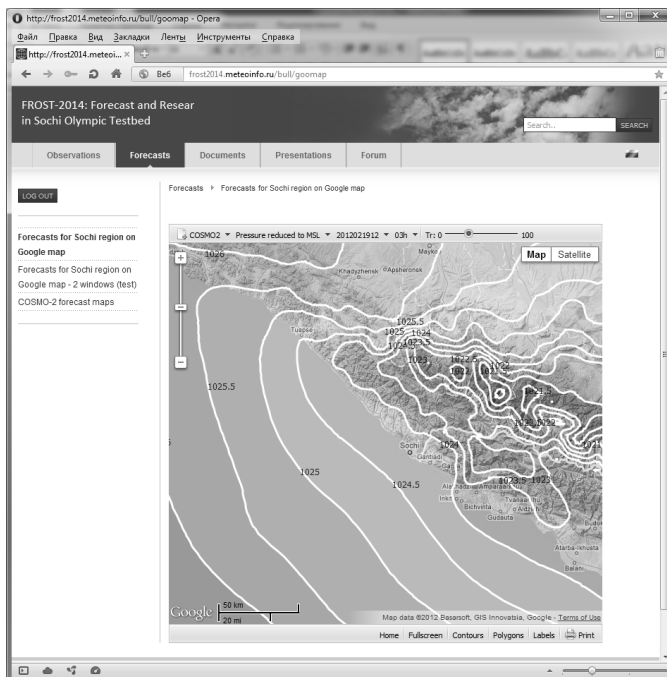 http://frost2014.meteoinfo.ru/bull/goomap - Opera
Файл Правка Вид Закладки Ленты Инструменты Справка
http://frost2014.meteoi...
Веб frost2014.meteoinfo.ru/bull/goomap
FROST-2014: Forecast and Resear
in Sochi Olympic Testbed
Search..
SEARCH
Observations Forecasts Documents Presentations Forum
LOG OUT
Forecasts Forecasts for Sochi region on Google map
Forecasts for Sochi region on
Google map
Forecasts for Sochi region on
Google map - 2 windows (test)
COSMO-2 forecast maps
COSMO2 Pressure reduced to MSL 2012021912 03h Tr: 0 100
Map Satellite
1026
Khadyzhensk Apsheronsk
Tuapse
1025.5
1025 1024
1023.5
1023
1022.5
1022
1025.5
1025
1024.5
Sochi
1024
Gantiadi
1023.5 1023
Bichvinta
Gudauta
Atarba-Ikhusta
50 km
20 mi
Google
Map data ©2012 Basarsoft, GIS Innovatsia, Google - Terms of Use
Home Fullscreen Contours Polygons Labels Print